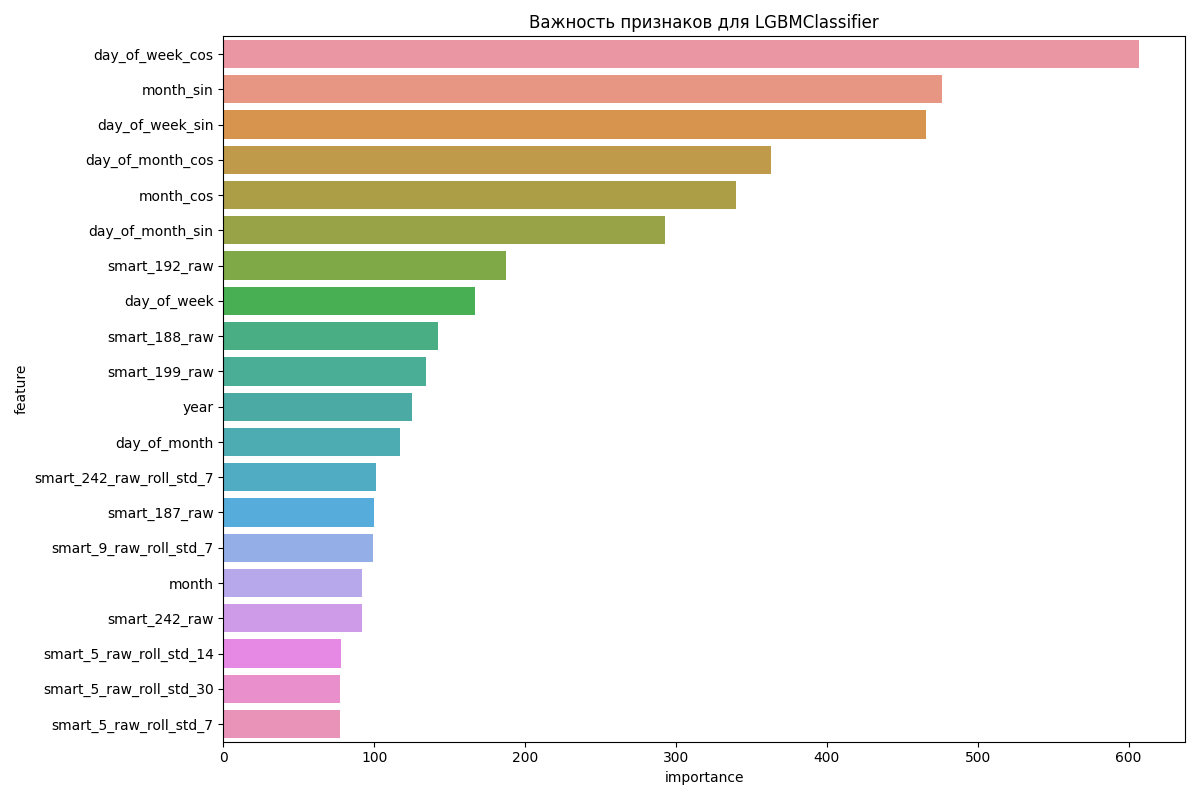 Важность признаков для LGBMClassifier
day_of_week_cos
month_sin
day_of_week_sin
day_of_month_cos
month_cos
day_of_month_sin
smart_192_raw
day_of_week
smart_188_raw
smart_199_raw
year
day_of_month
smart_242_raw_roll_std_7
smart_187_raw
smart_9_raw_roll_std_7
month
smart_242_raw
smart_5_raw_roll_std_14
smart_5_raw_roll_std_30
smart_5_raw_roll_std_7
feature
0 100 200 300 400 500 600
importance